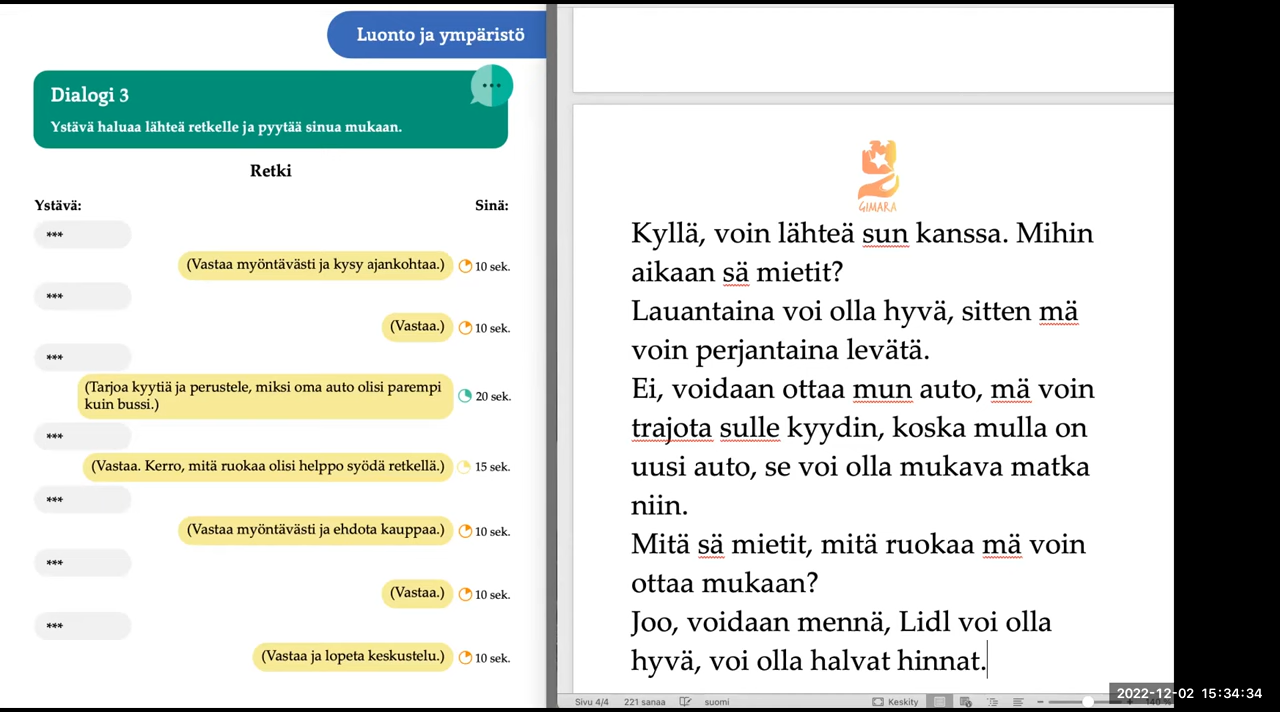 Luonto ja ympäristö
Dialogi 3
Ystävä haluaa lähteä retkelle ja pyytää sinua mukaan.
Retki
Ystävä:
Sinä:
***
(Vastaa myöntävästi ja kysy ajankohtaa.) 10 sek.
***
(Vastaa.) 10 sek.
***
(Tarjoa kyytiä ja perustele, miksi oma auto olisi parempi
kuin bussi.) 20 sek.
***
(Vastaa. Kerro, mitä ruokaa olisi helppo syödä retkellä.) 15 sek.
***
(Vastaa myöntävästi ja ehdota kauppaa.) 10 sek.
***
(Vastaa.) 10 sek.
***
(Vastaa ja lopeta keskustelu.) 10 sek.
GIMARA
Kyllä, voin lähteä sun kanssa. Mihin
aikaan sä mietit?
Lauantaina voi olla hyvä, sitten mä
voin perjantaina levätä.
Ei, voidaan ottaa mun auto, mä voin
trajota sulle kyydin, koska mulla on
uusi auto, se voi olla mukava matka
niin.
Mitä sä mietit, mitä ruokaa mä voin
ottaa mukaan?
Joo, voidaan mennä, Lidl voi olla
hyvä, voi olla halvat hinnat.
Sivu 4/4 221 sanaa suomi Keskity 140 %
2022-12-02 15:34:34